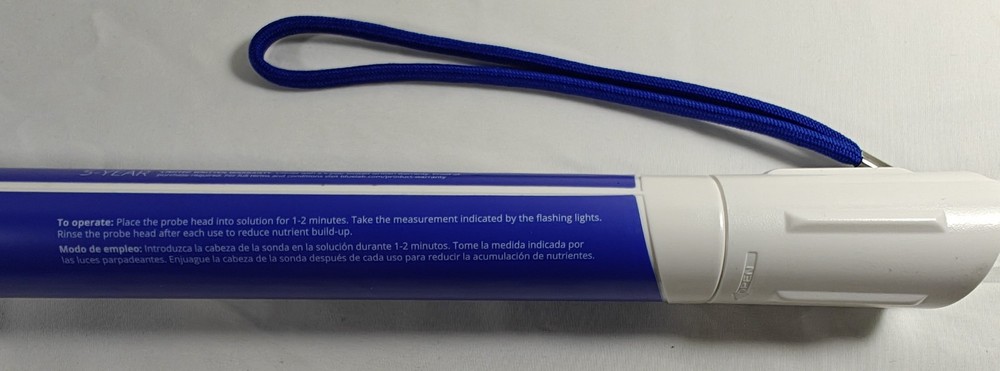 5-YEAR
To operate: Place the probe head into solution for 1-2 minutes. Take the measurement indicated by the flashing lights.
Rinse the probe head after each use to reduce nutrient build-up.
Modo de empleo: Introduzca la cabeza de la sonda en la solución durante 1-2 minutos. Tome la medida indicada por
las luces parpadeantes. Enjuague la cabeza de la sonda después de cada uso para reducir la acumulación de nutrientes.
OPEN